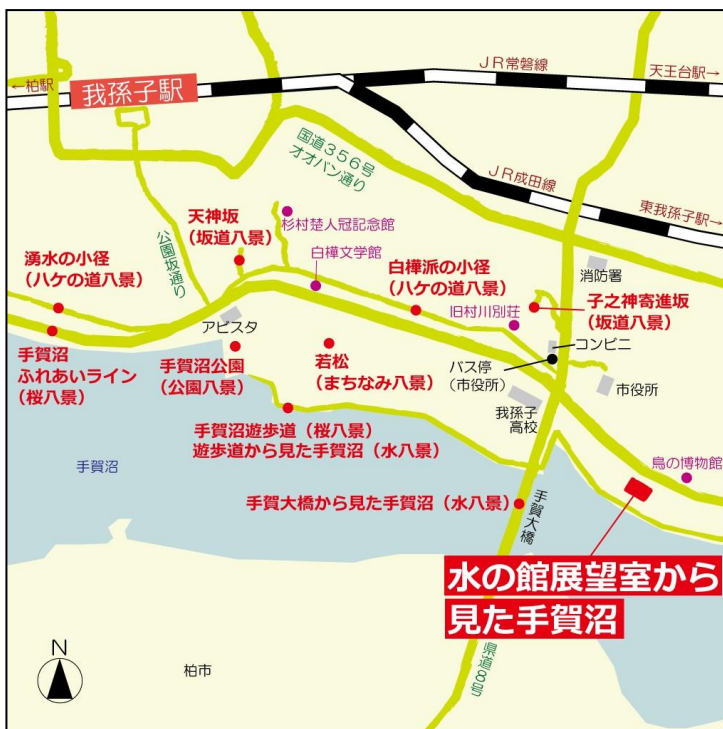 JR常磐線
天王台駅→
←柏駅
我孫子駅
国道356号
オオバン通り
JR成田線
東我孫子駅→
天神坂
（坂道八景）
杉村楚人冠記念館
公園坂通り
湧水の小径
（ハケの道八景）
白樺文学館
白樺派の小径
（ハケの道八景）
消防署
旧村川別荘
子之神寄進坂
（坂道八景）
アビスタ
コンビニ
手賀沼
ふれあいライン
（桜八景）
手賀沼公園
（公園八景）
若松
（まちなみ八景）
バス停
（市役所）
市役所
我孫子
高校
手賀沼遊歩道（桜八景）
遊歩道から見た手賀沼（水八景）
手賀沼
鳥の博物館
手賀大橋から見た手賀沼（水八景）
手賀大橋
水の館展望室から
見た手賀沼
N
柏市
県道8号